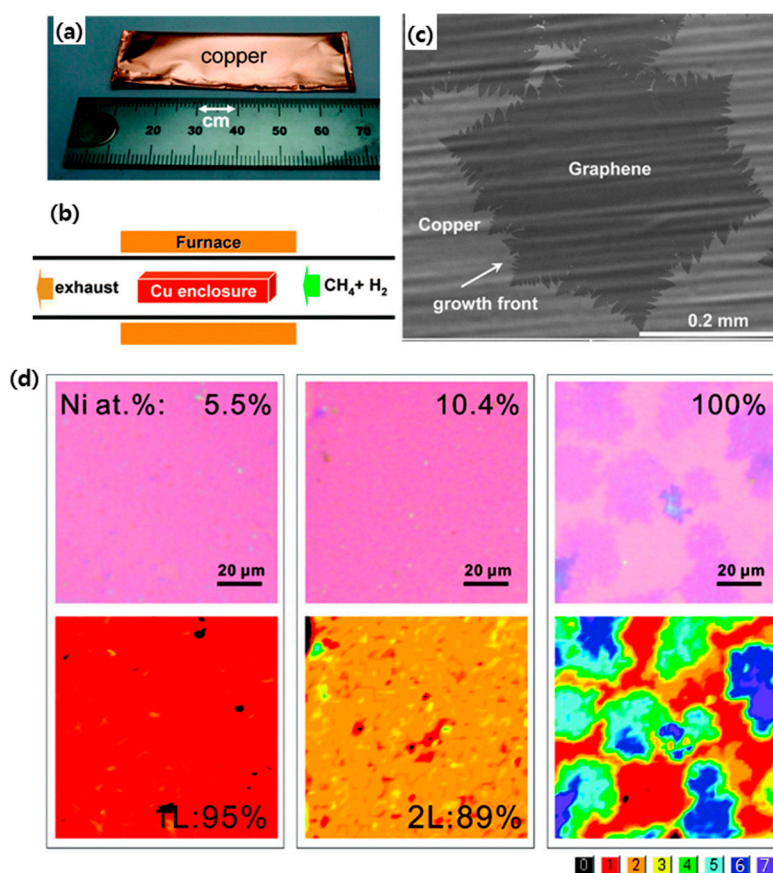 (a)
copper
cm
20 30 40 50 60 70
(b)
Furnace
exhaust
Cu enclosure
CH₄+ H₂
(c)
Graphene
Copper
growth front
0.2 mm
(d)
Ni at.%: 5.5%
10.4%
100%
20 μm
20 μm
20 μm
1L:95%
2L:89%
0 1 2 3 4 5 6 7